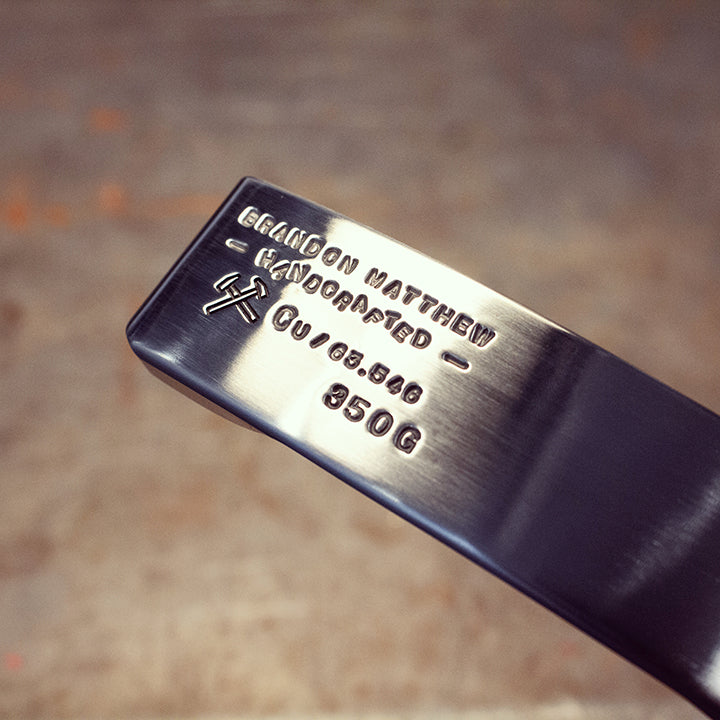 BRANDON MATTHEW
- HANDCRAFTED -
Cu/63.546
350G